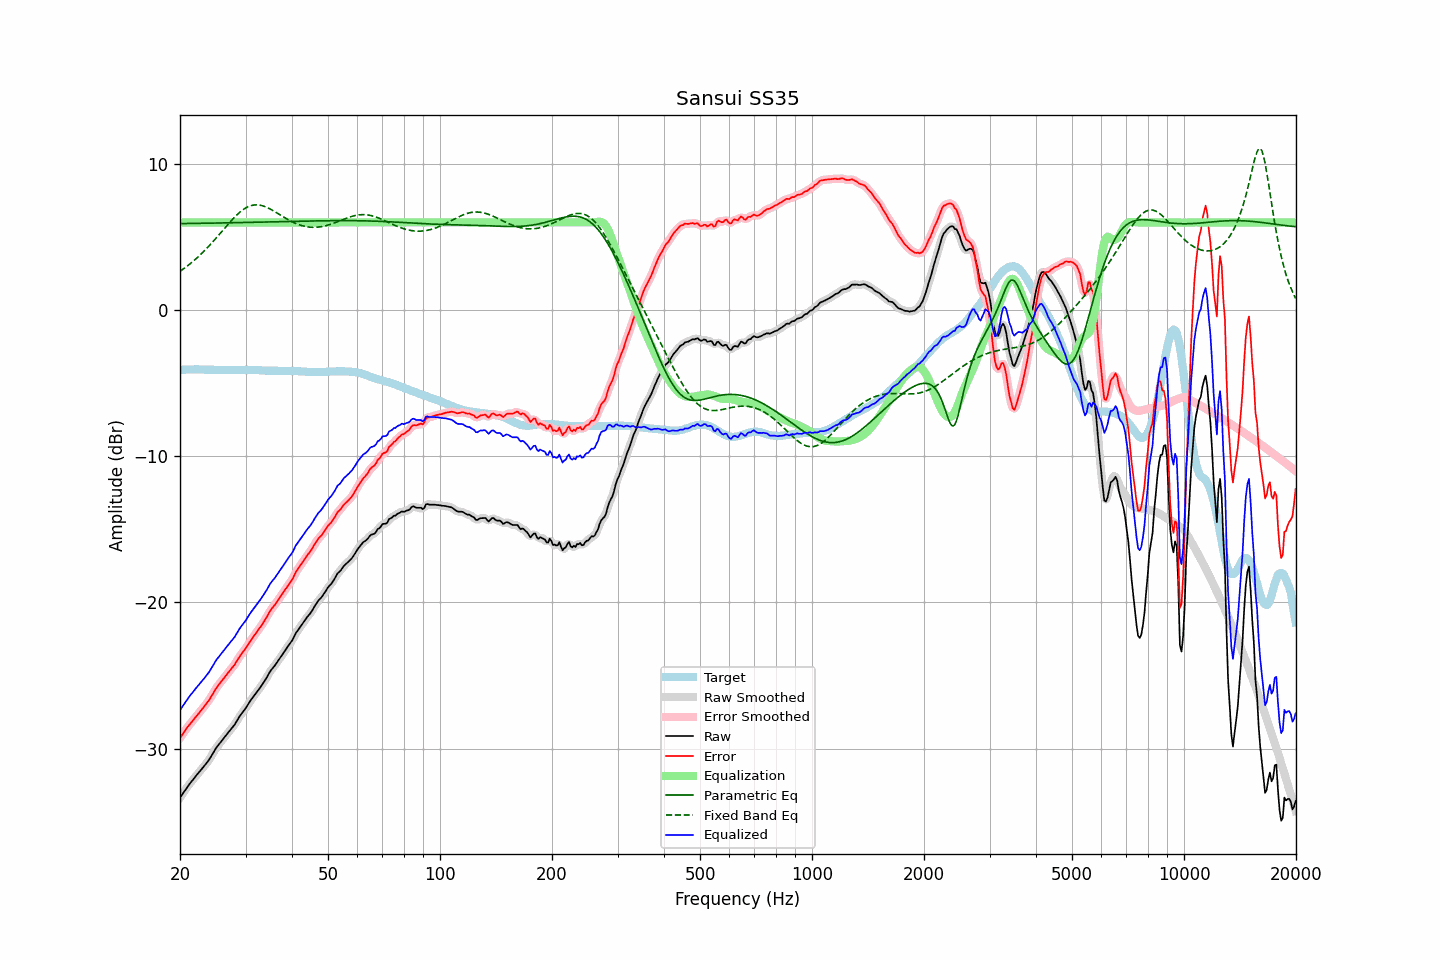 Sansui SS35
Amplitude (dBr)
10
0
−10
−20
−30
Target
Raw Smoothed
Error Smoothed
Raw
Error
Equalization
Parametric Eq
Fixed Band Eq
Equalized
20 50 100 200 500 1000 2000 5000 10000 20000
Frequency (Hz)